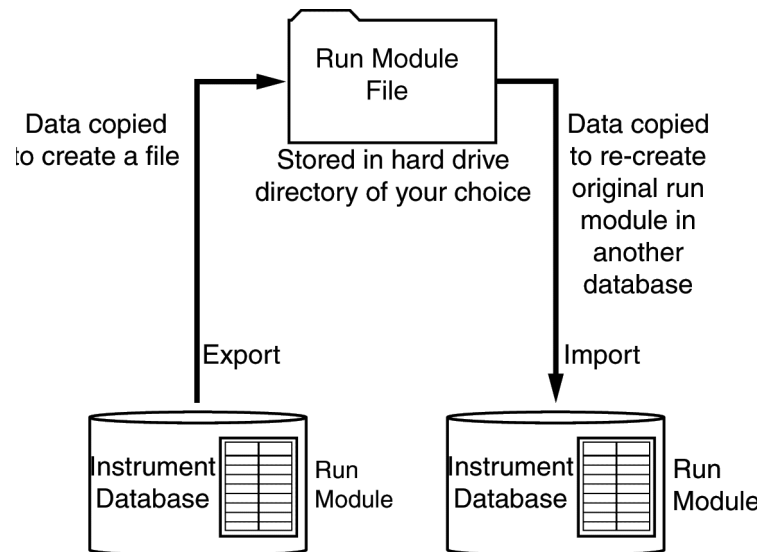 Run Module
File
Data copied
to create a file
Stored in hard drive
directory of your choice
Data copied
to re-create
original run
module in
another
database
Export
Import
Instrument
Database
Run
Module
Instrument
Database
Run
Module